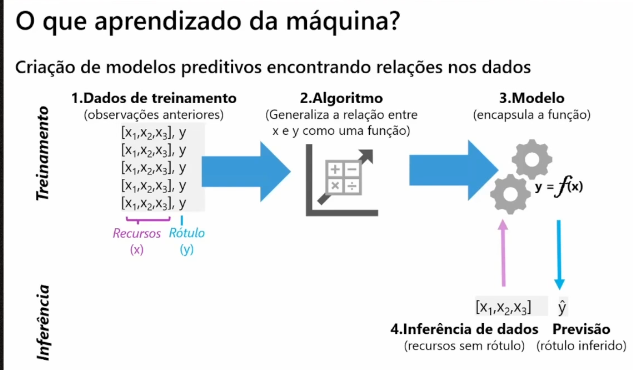 O que aprendizado da máquina?
Criação de modelos preditivos encontrando relações nos dados
Treinamento
1.Dados de treinamento
(observações anteriores)
[x₁,x₂,x₃], y
[x₁,x₂,x₃], y
[x₁,x₂,x₃], y
[x₁,x₂,x₃], y
[x₁,x₂,x₃], y
Recursos
(x)
Rótulo
(y)
2.Algoritmo
(Generaliza a relação entre
x e y como uma função)
+ −
× ÷
3.Modelo
(encapsula a função)
y = f(x)
Inferência
[x₁,x₂,x₃]
ŷ
4.Inferência de dados
(recursos sem rótulo)
Previsão
(rótulo inferido)